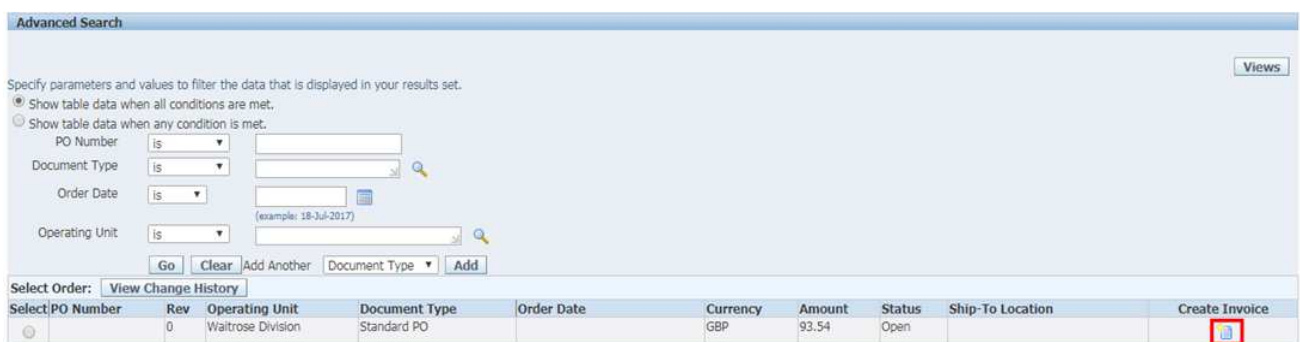 Advanced Search
Views
Specify parameters and values to filter the data that is displayed in your results set.
Show table data when all conditions are met.
Show table data when any condition is met.
PO Number is
Document Type is
Order Date is
(example: 18-Jul-2017)
Operating Unit is
Go Clear Add Another Document Type Add
Select Order: View Change History
Select PO Number Rev Operating Unit Document Type Order Date Currency Amount Status Ship-To Location Create Invoice
0 Waitrose Division Standard PO GBP 93.54 Open